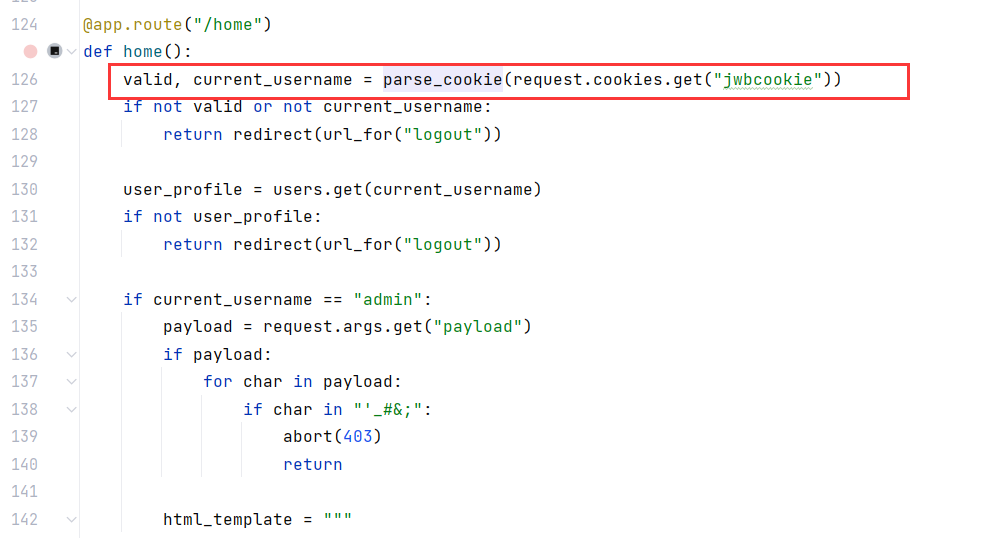 124 @app.route("/home")
def home():
126 valid, current_username = parse_cookie(request.cookies.get("jwbcookie"))
127 if not valid or not current_username:
128 return redirect(url_for("logout"))
129
130 user_profile = users.get(current_username)
131 if not user_profile:
132 return redirect(url_for("logout"))
133
134 if current_username == "admin":
135 payload = request.args.get("payload")
136 if payload:
137 for char in payload:
138 if char in "'_#&;":
139 abort(403)
140 return
141
142 html_template = """